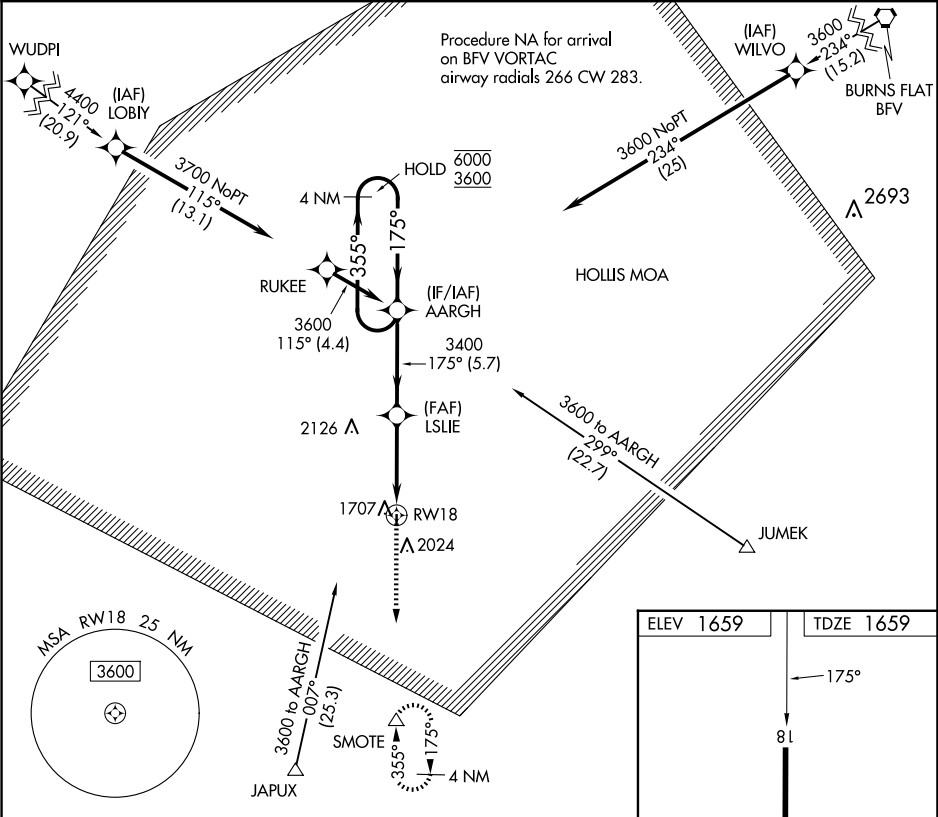 WUDPI
4400
121°
(20.9)
(IAF)
LOBIY
3700 NoPT
115°
(13.1)
Procedure NA for arrival
on BFV VORTAC
airway radials 266 CW 283.
(IAF)
WILVO
3600
234°
(15.2)
BURNS FLAT
BFV
3600 NoPT
234°
(25)
HOLD
6000
3600
4 NM
355°
175°
2693
HOLLIS MOA
RUKEE
(IF/IAF)
AARGH
3600
115° (4.4)
3400
175° (5.7)
2126
(FAF)
LSLIE
3600 to AARGH
299°
(22.7)
1707
RW18
2024
JUMEK
MSA RW18 25 NM
3600
3600 to AARGH
007°
(25.3)
JAPUX
SMOTE
355°
175°
4 NM
ELEV 1659
TDZE 1659
175°
18